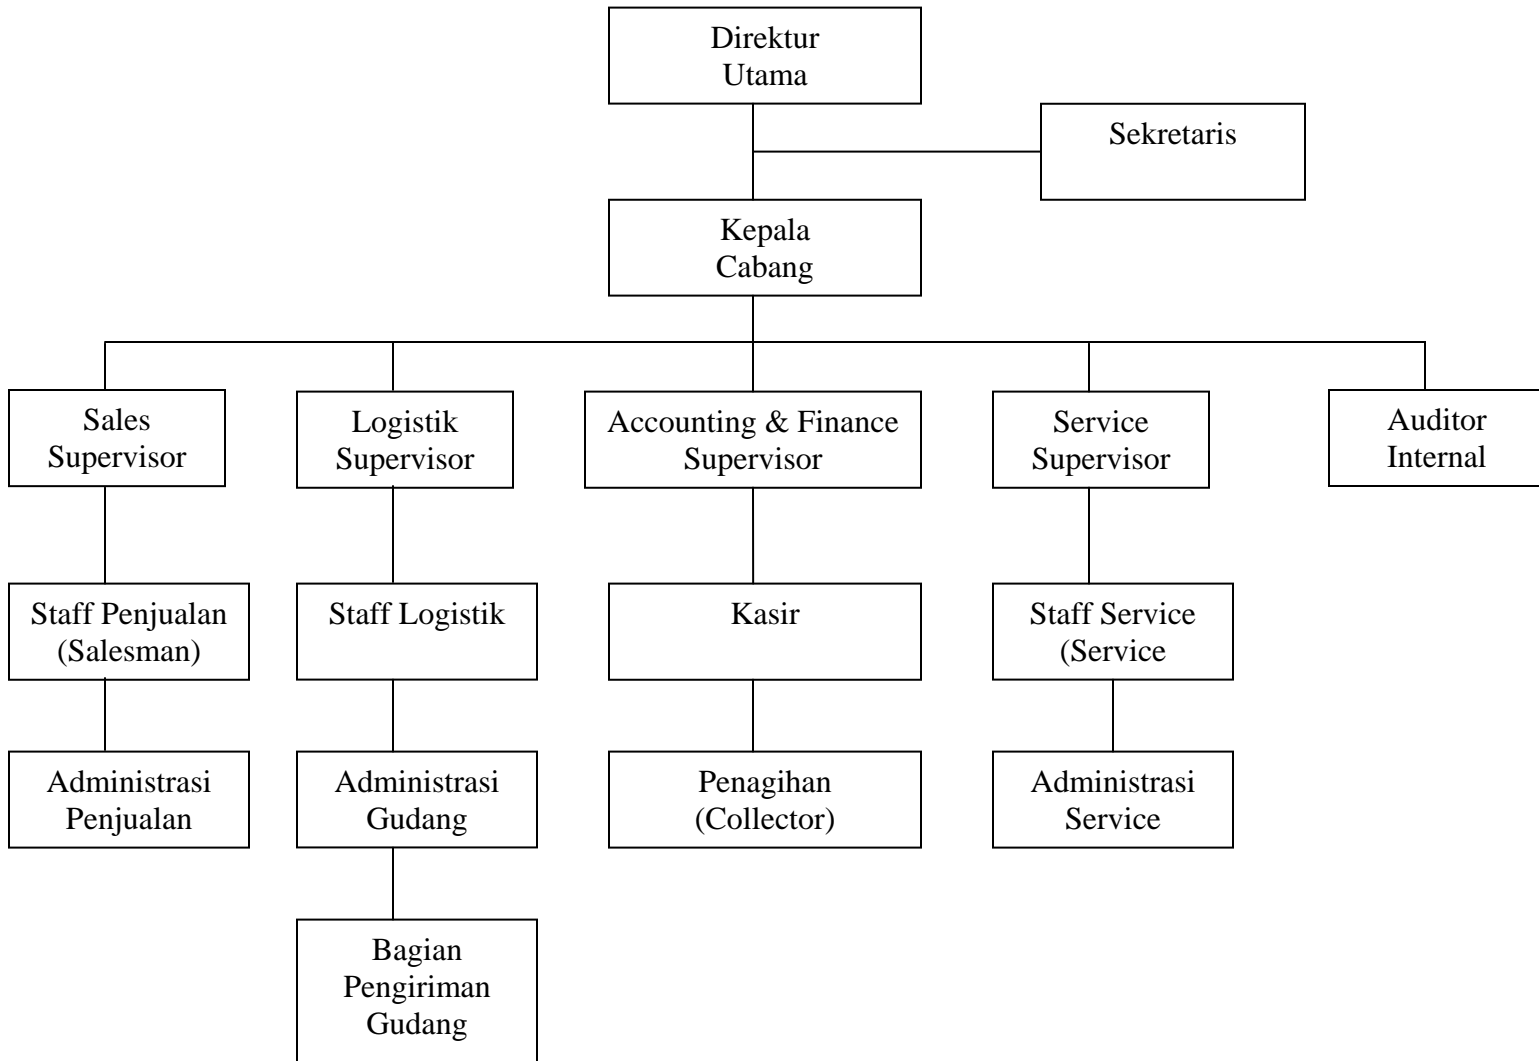 Direktur
Utama
Sekretaris
Kepala
Cabang
Sales
Supervisor
Logistik
Supervisor
Accounting & Finance
Supervisor
Service
Supervisor
Auditor
Internal
Staff Penjualan
(Salesman)
Staff Logistik
Kasir
Staff Service
(Service
Administrasi
Penjualan
Administrasi
Gudang
Penagihan
(Collector)
Administrasi
Service
Bagian
Pengiriman
Gudang